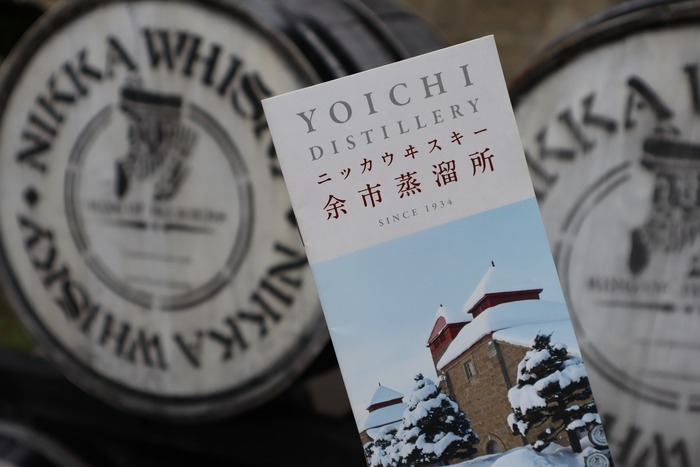 NIKKA WHISKY
NIKKA WHISKY
YOICHI
DISTILLERY
ニッカウヰスキー
余市蒸溜所
SINCE 1934
NIKKA